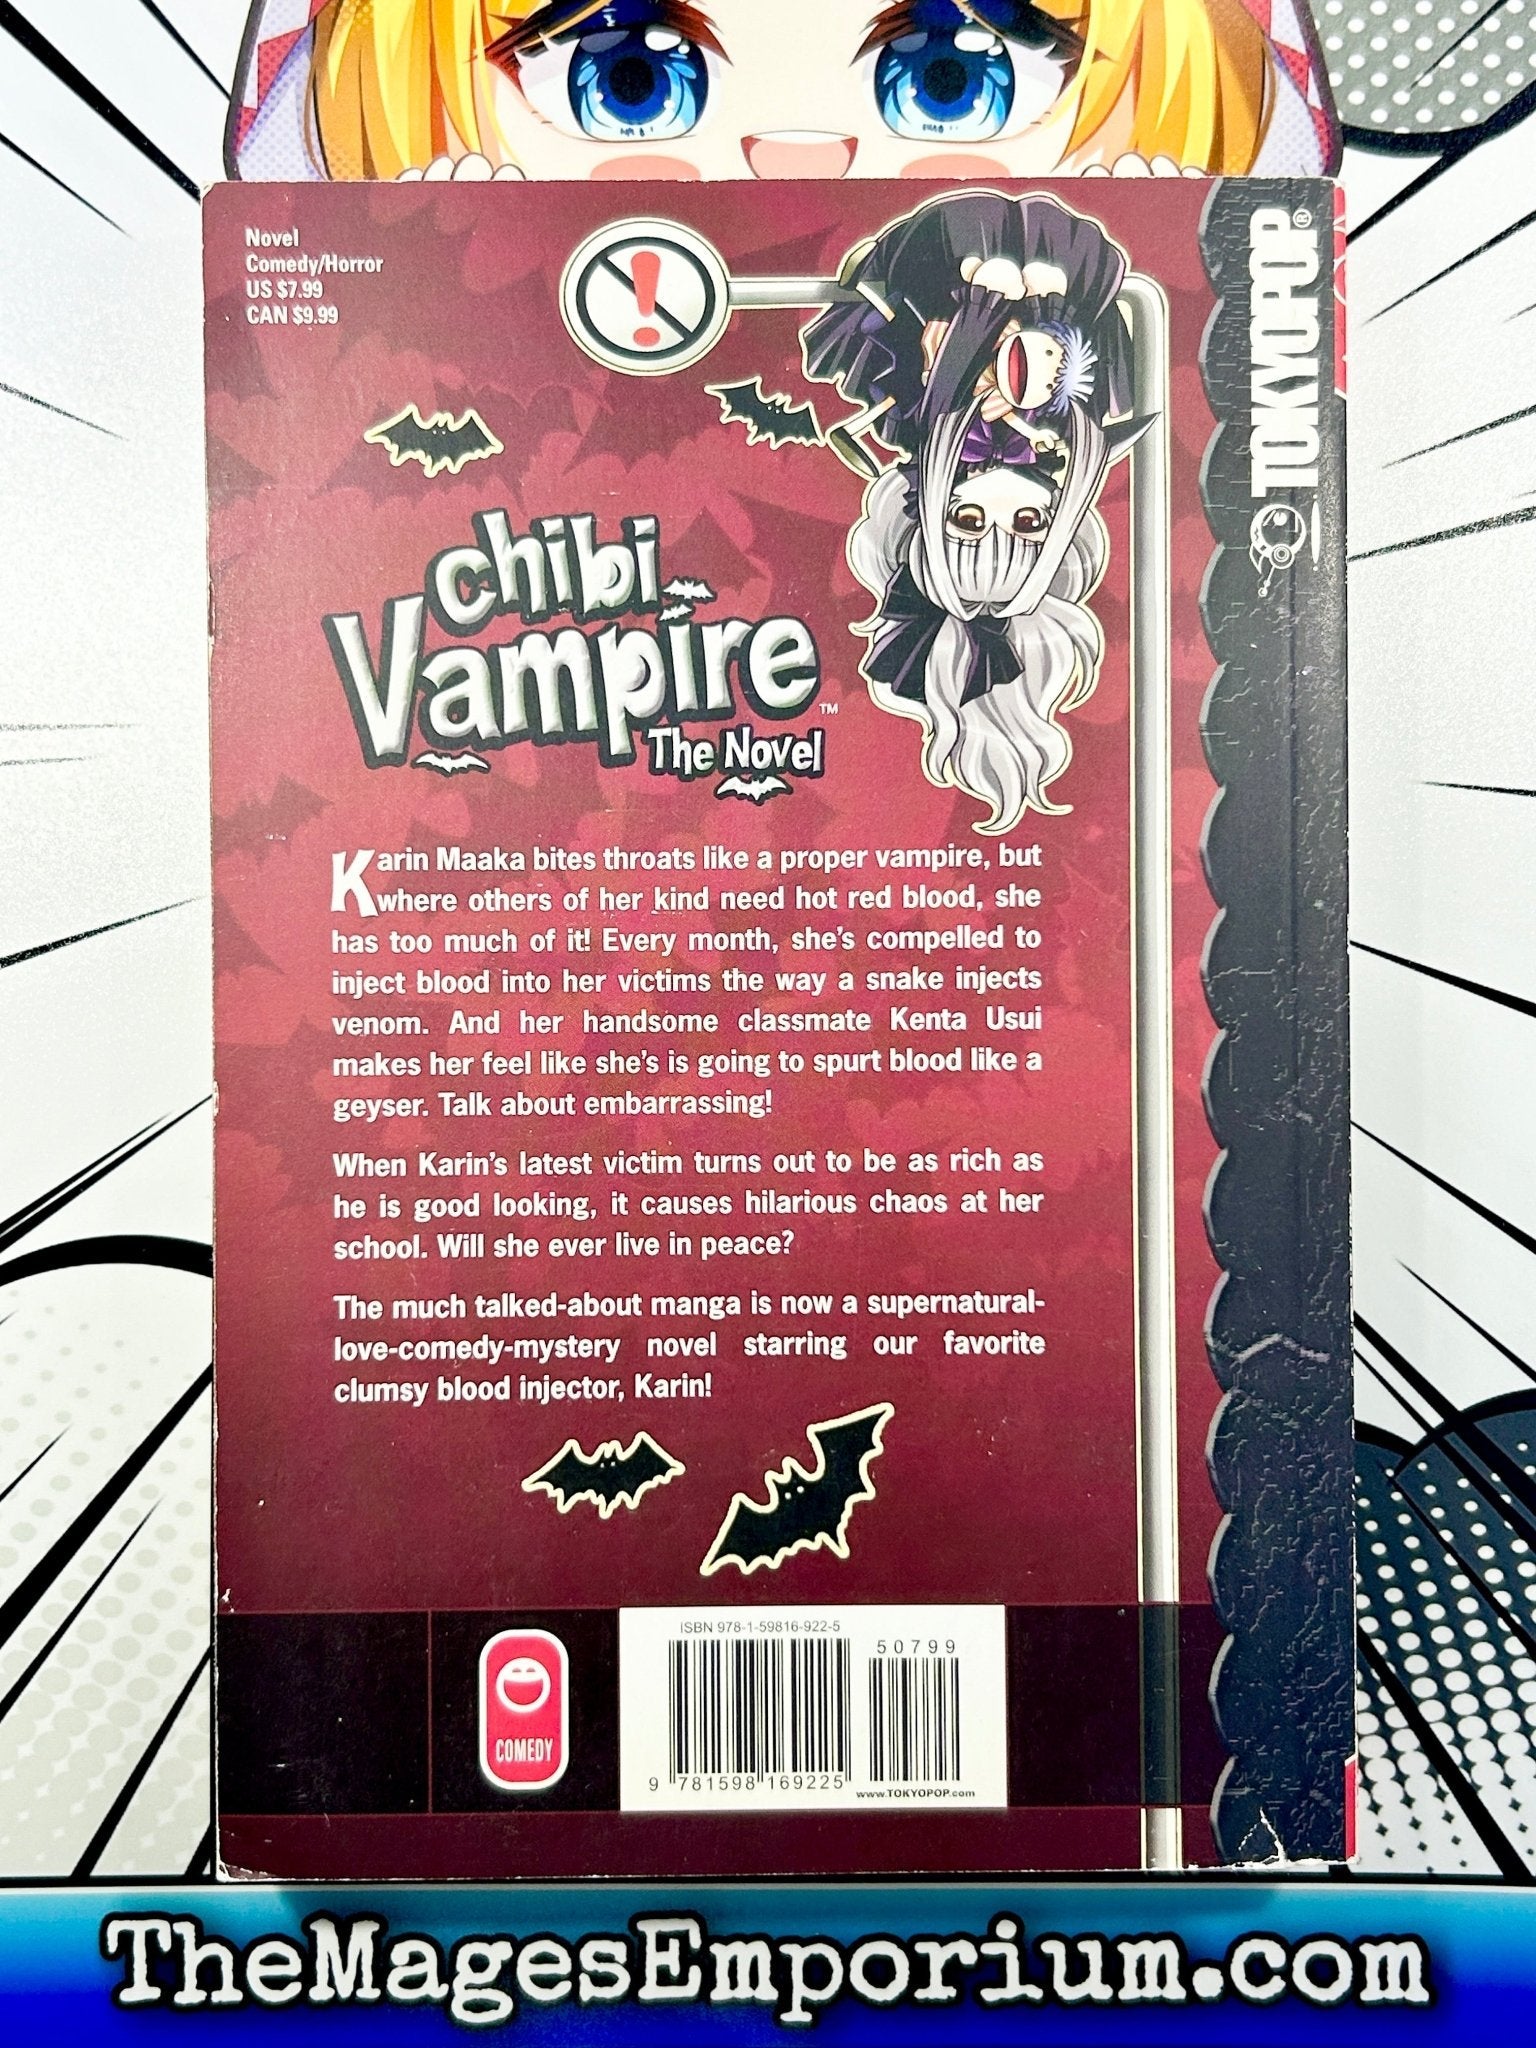 Novel
Comedy/Horror
US $7.99
CAN $9.99
TOKYOPOP®
chibi
Vampire™
The Novel
Karin Maaka bites throats like a proper vampire, but
where others of her kind need hot red blood, she
has too much of it! Every month, she's compelled to
inject blood into her victims the way a snake injects
venom. And her handsome classmate Kenta Usui
makes her feel like she's is going to spurt blood like a
geyser. Talk about embarrassing!
When Karin's latest victim turns out to be as rich as
he is good looking, it causes hilarious chaos at her
school. Will she ever live in peace?
The much talked-about manga is now a supernatural-
love-comedy-mystery novel starring our favorite
clumsy blood injector, Karin!
COMEDY
ISBN 978-1-59816-922-5
50799
9 781598 169225
www.TOKYOPOP.com
TheMagesEmporium.com